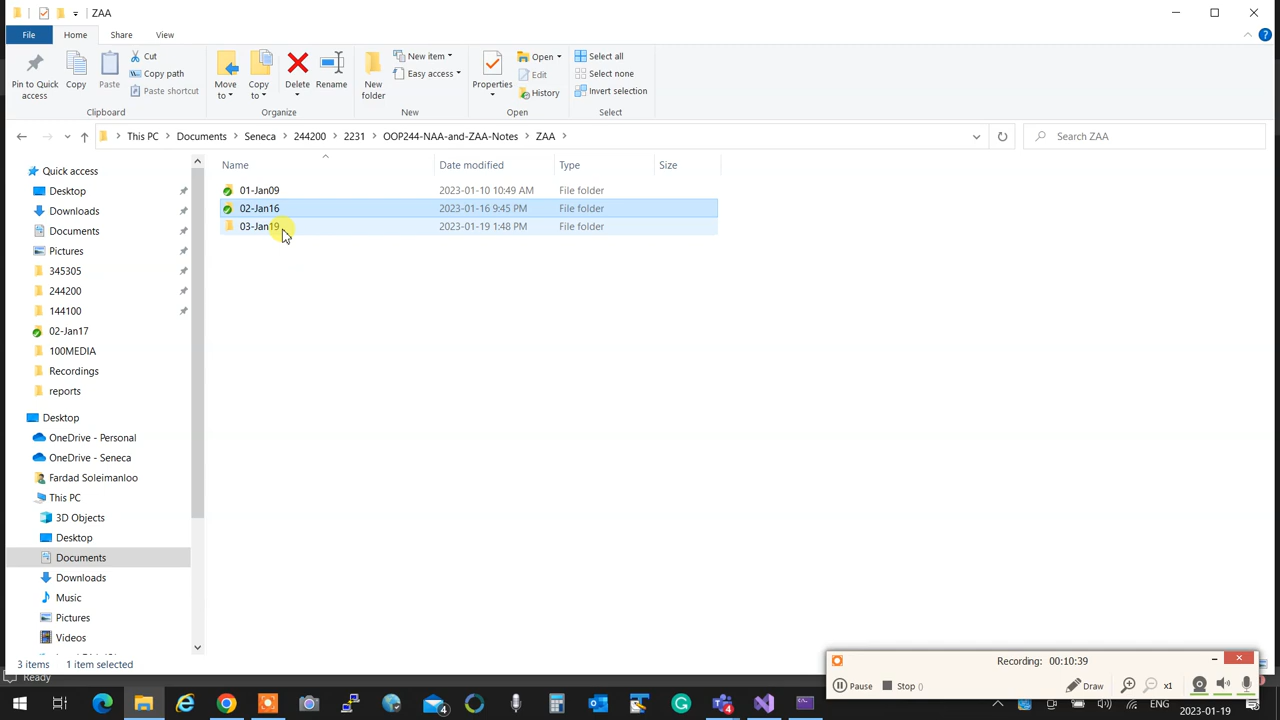 ZAA
File Home Share View
Pin to Quick access
Copy
Paste
Cut
Copy path
Paste shortcut
Clipboard
Move to
Copy to
Delete
Rename
Organize
New folder
New item
Easy access
New
Properties
Open
Edit
History
Open
Select all
Select none
Invert selection
Select
This PC Documents Seneca 244200 2231 OOP244-NAA-and-ZAA-Notes ZAA
Search ZAA
Name Date modified Type Size
01-Jan09 2023-01-10 10:49 AM File folder
02-Jan16 2023-01-16 9:45 PM File folder
03-Jan19 2023-01-19 1:48 PM File folder
Quick access
Desktop
Downloads
Documents
Pictures
345305
244200
144100
02-Jan17
100MEDIA
Recordings
reports
Desktop
OneDrive - Personal
OneDrive - Seneca
Fardad Soleimanloo
This PC
3D Objects
Desktop
Documents
Downloads
Music
Pictures
Videos
3 items 1 item selected
Ready
Recording: 00:10:39
Pause Stop () Draw x1
4
4
ENG
2023-01-19